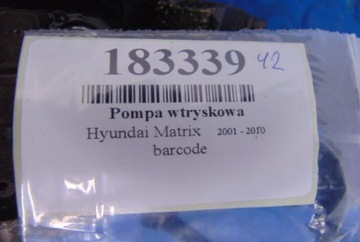 183339 42
Pompa wtryskowa
Hyundai Matrix 2001 - 2010
barcode